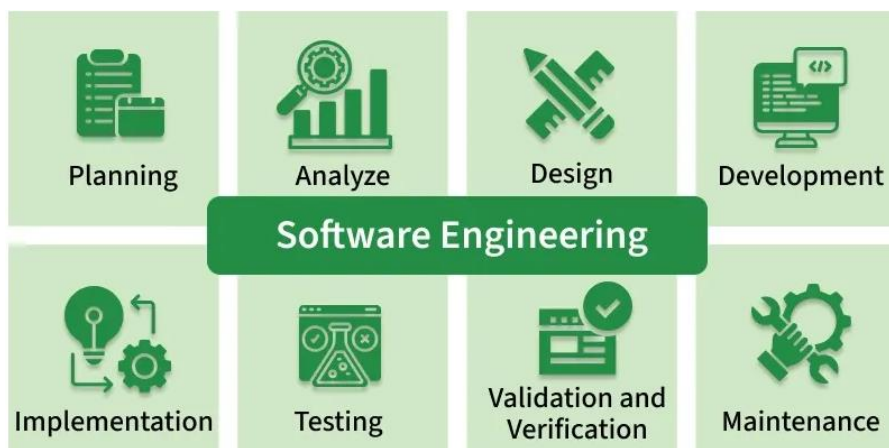 Planning
Analyze
Design
Development
Software Engineering
Implementation
Testing
Validation and
Verification
Maintenance